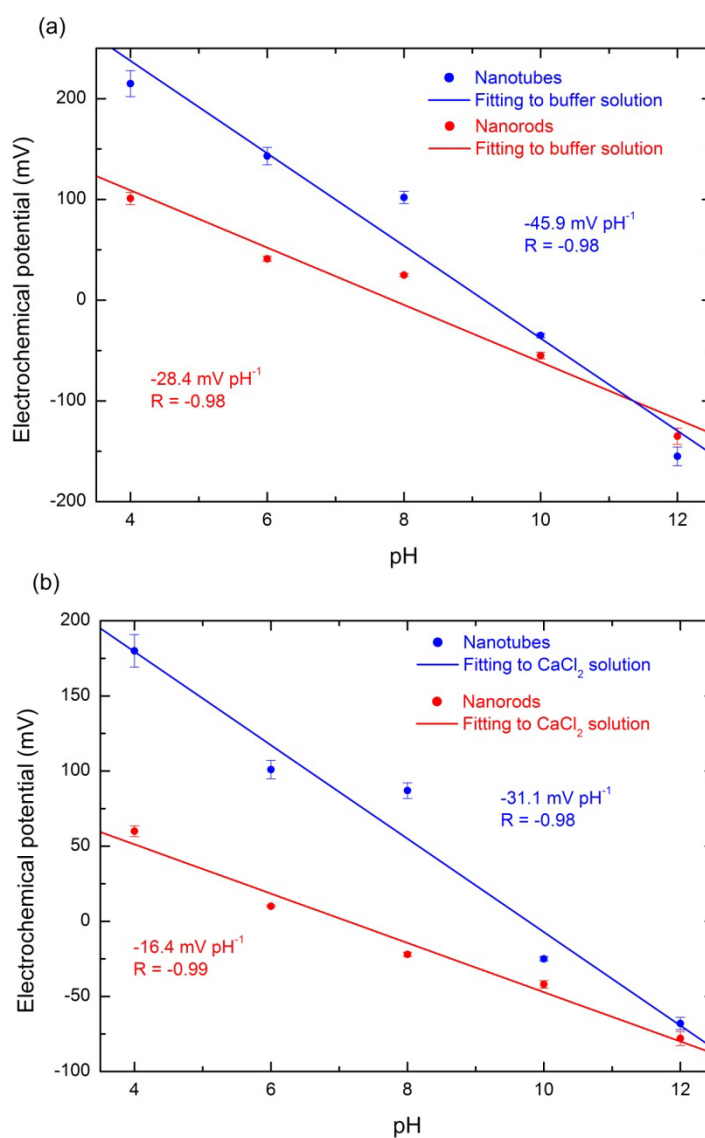 (a)
Nanotubes
Fitting to buffer solution
Nanorods
Fitting to buffer solution
-45.9 mV pH⁻¹
R = -0.98
-28.4 mV pH⁻¹
R = -0.98
Electrochemical potential (mV)
200
100
0
-100
-200
4 6 8 10 12
pH
(b)
Nanotubes
Fitting to CaCl₂ solution
Nanorods
Fitting to CaCl₂ solution
-31.1 mV pH⁻¹
R = -0.98
-16.4 mV pH⁻¹
R = -0.99
Electrochemical potential (mV)
200
150
100
50
0
-50
-100
4 6 8 10 12
pH